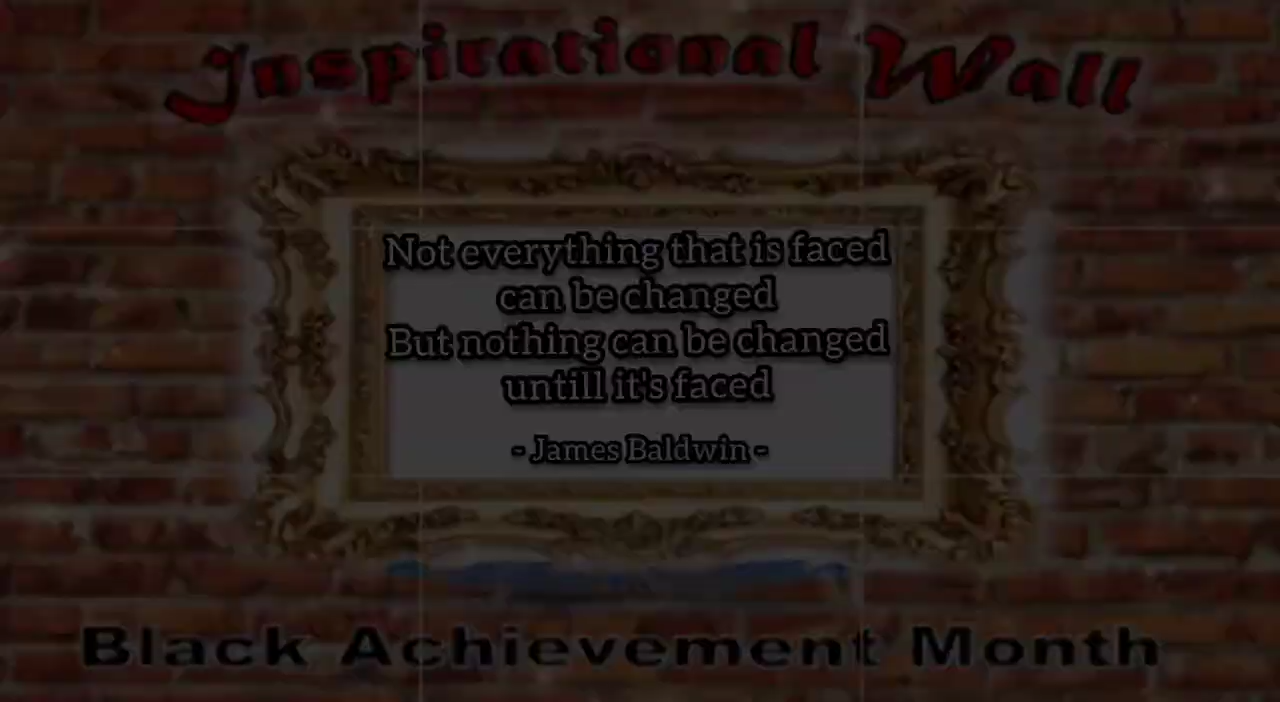 Inspirational Wall
Not everything that is faced
can be changed
But nothing can be changed
untill it's faced
- James Baldwin -
Black Achievement Month